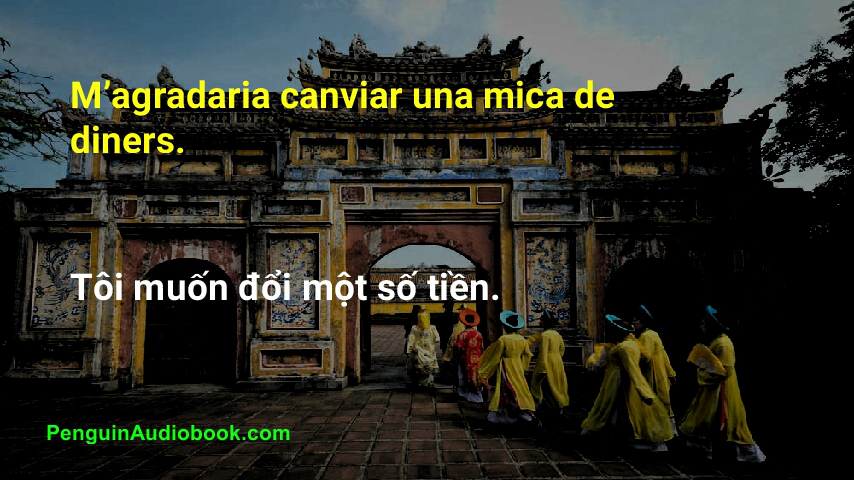 M’agradaria canviar una mica de
diners.
Tôi muốn đổi một số tiền.
PenguinAudiobook.com